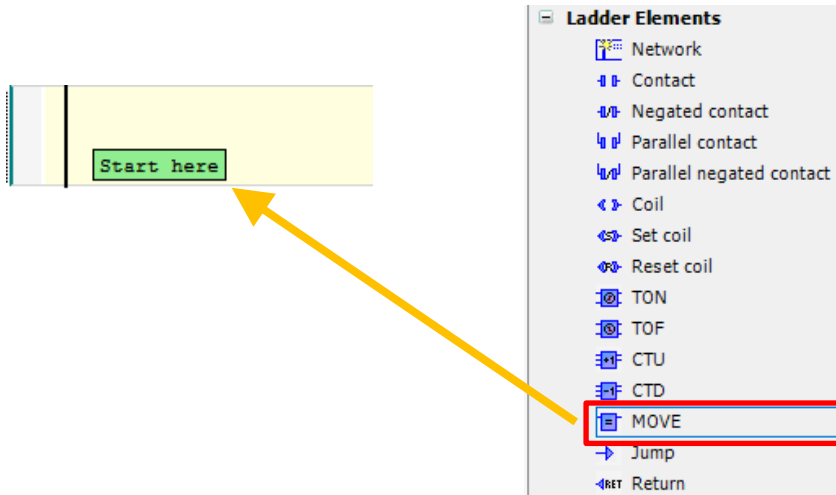 Ladder Elements
Network
Contact
Negated contact
Parallel contact
Parallel negated contact
Coil
Set coil
Reset coil
TON
TOF
CTU
CTD
MOVE
Jump
RET Return
Start here